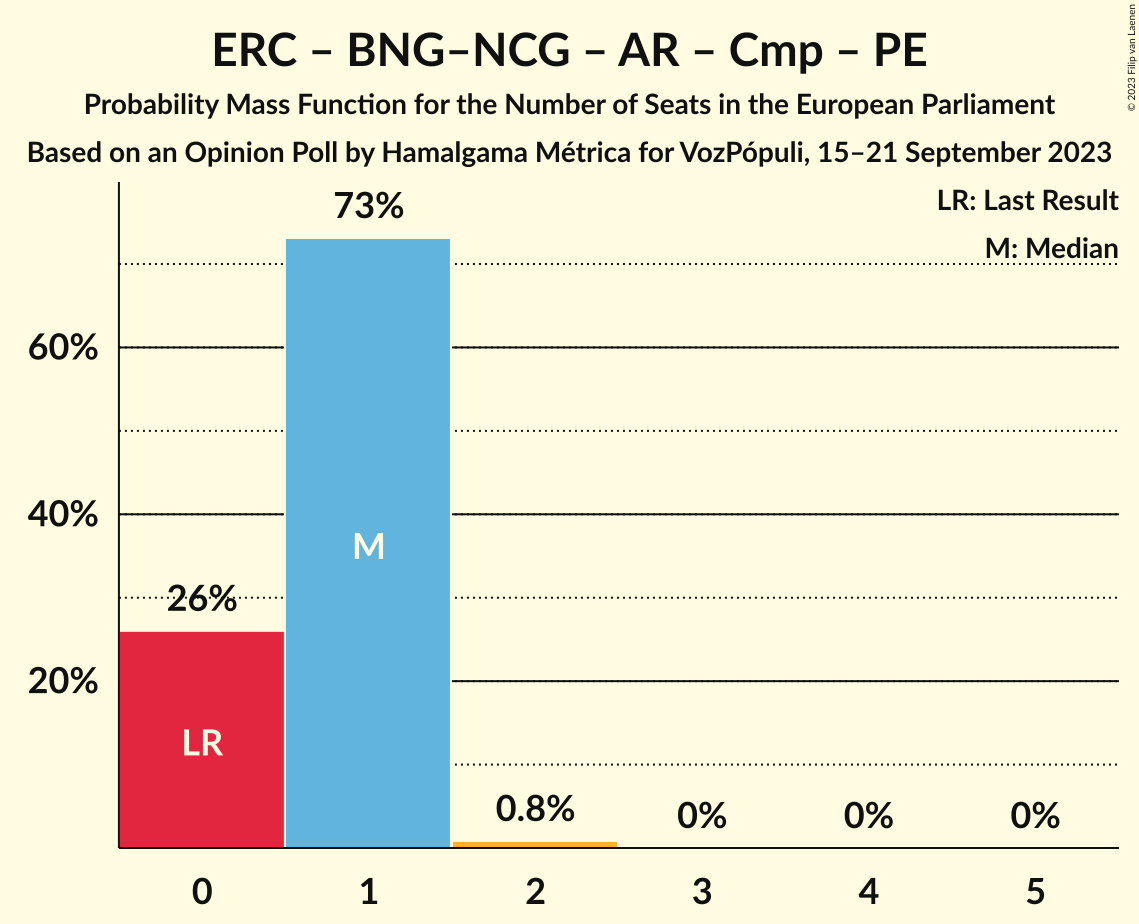 ERC – BNG–NCG – AR – Cmp – PE
Probability Mass Function for the Number of Seats in the European Parliament
Based on an Opinion Poll by Hamalgama Métrica for VozPópuli, 15–21 September 2023
© 2023 Filip van Laenen
LR: Last Result
M: Median
73%
60%
M
40%
26%
20%
LR
0.8%
0%
0%
0%
0
1
2
3
4
5